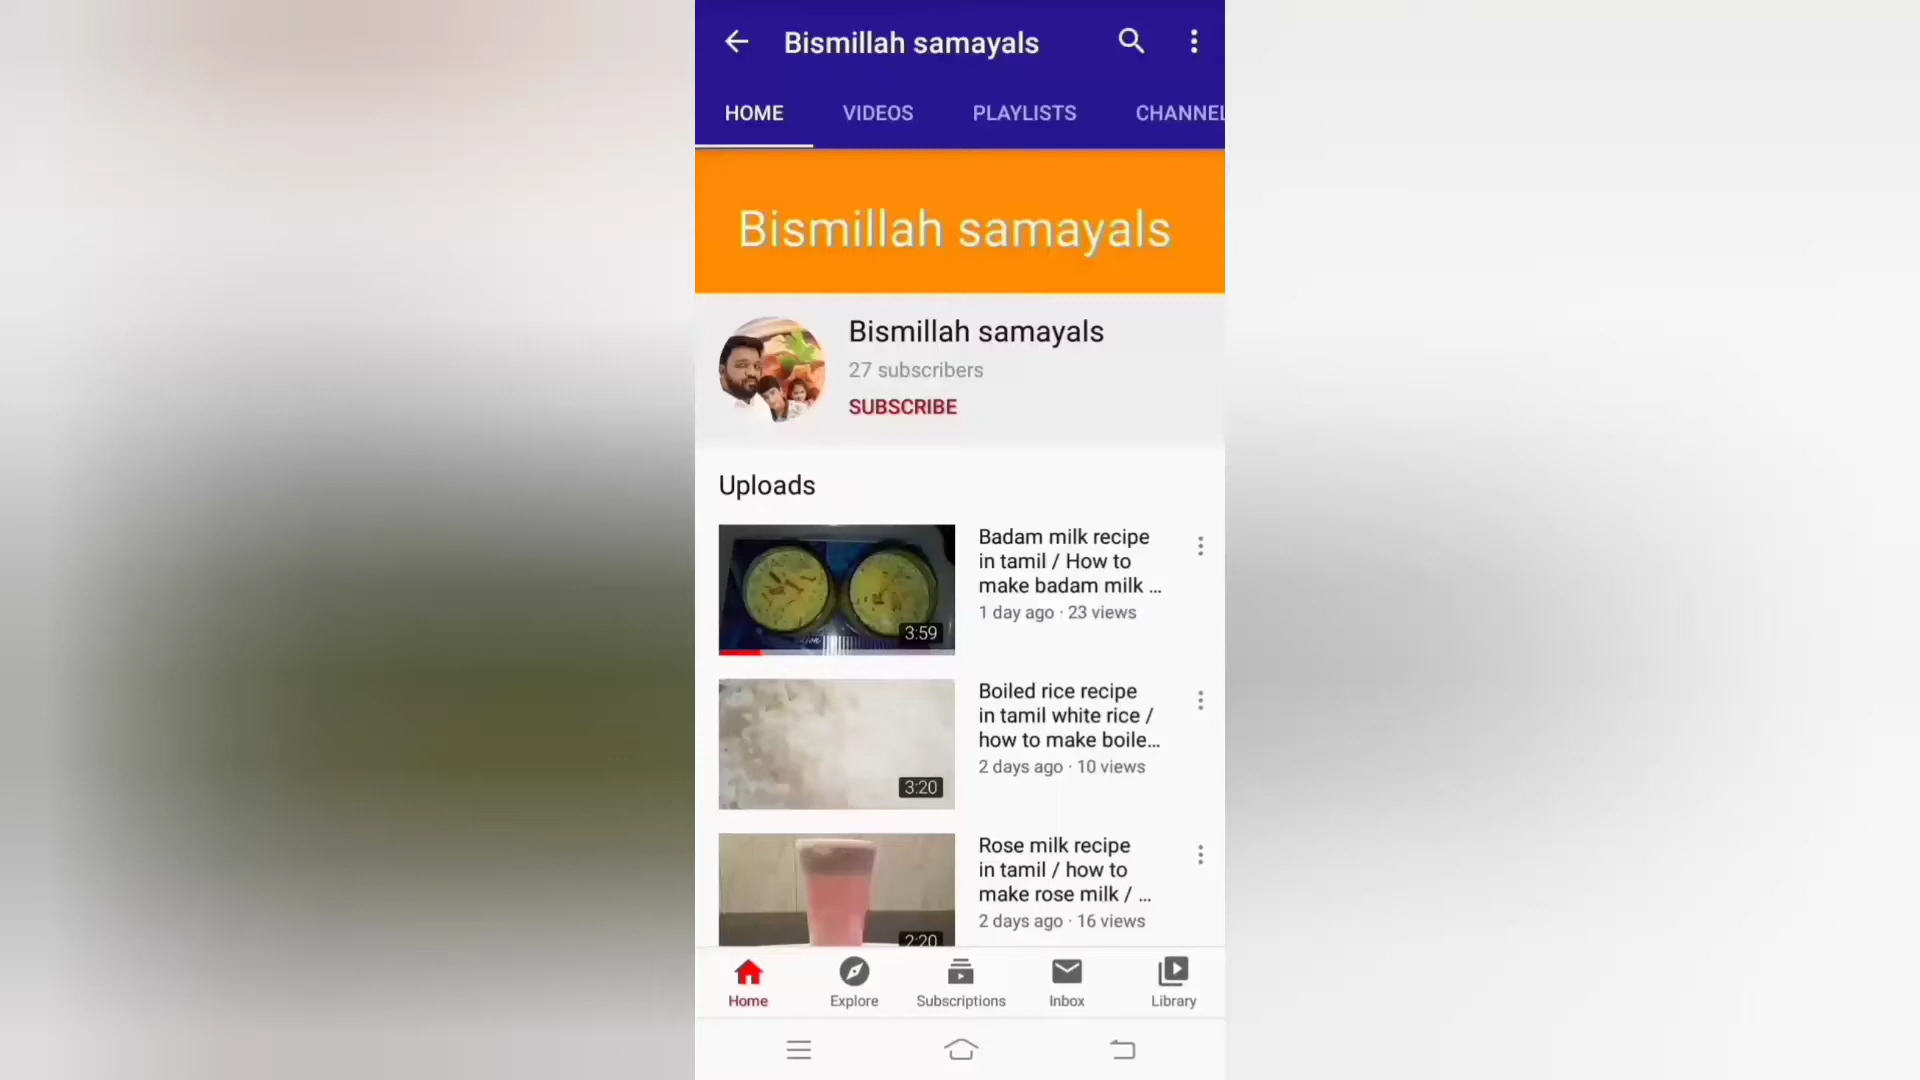 Bismillah samayals
HOME VIDEOS PLAYLISTS CHANNEL
Bismillah samayals
Bismillah samayals
27 subscribers
SUBSCRIBE
Uploads
Badam milk recipe
in tamil / How to
make badam milk ...
1 day ago · 23 views
3:59
Boiled rice recipe
in tamil white rice /
how to make boile...
2 days ago · 10 views
3:20
Rose milk recipe
in tamil / how to
make rose milk / ...
2 days ago · 16 views
2:20
Home Explore Subscriptions Inbox Library